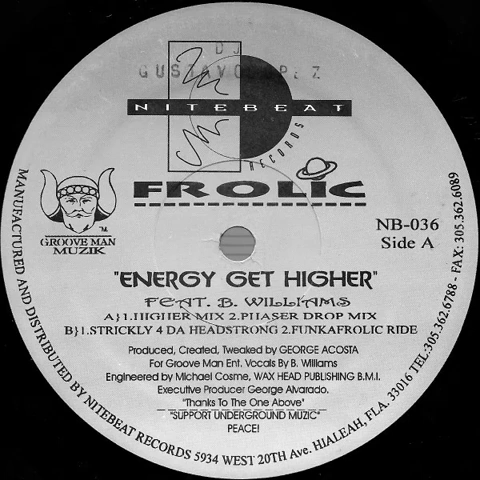 DJ
GUSTAVO LOPEZ
NITEBEAT
RECORDS
FROLIC
TM
GROOVE MAN
MUZIK
NB-036
Side A
"ENERGY GET HIGHER"
FEAT. B. WILLIAMS
A}1.HIGHER MIX 2.PHASER DROP MIX
B}1.STRICKLY 4 DA HEADSTRONG 2.FUNKAFROLIC RIDE
Produced, Created, Tweaked by GEORGE ACOSTA
For Groove Man Ent. Vocals By B. Williams
Engineered by Michael Cosme, WAX HEAD PUBLISHING B.M.I.
Executive Producer George Alvarado.
"Thanks To The One Above"
"SUPPORT UNDERGROUND MUZIC"
PEACE!
MANUFACTURED AND DISTRIBUTED BY NITEBEAT RECORDS 5934 WEST 20TH Ave. HIALEAH, FLA. 33016 TEL:305.362.6788 - FAX: 305.362.6089